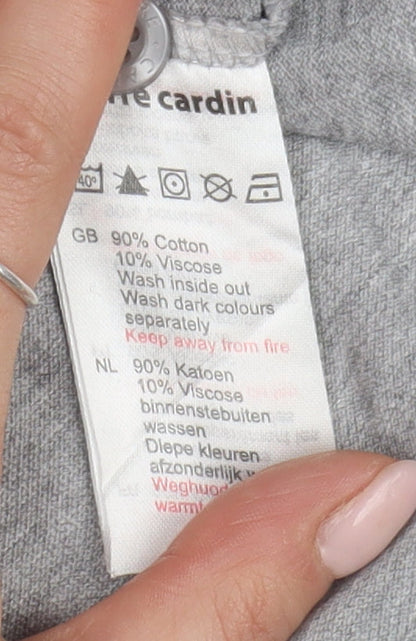 cardin
40°
GB 90% Cotton
10% Viscose
Wash inside out
Wash dark colours
separately
Keep away from fire
NL 90% Katoen
10% Viscose
binnenstebuiten
wassen
Diepe kleuren
afzonderlijk